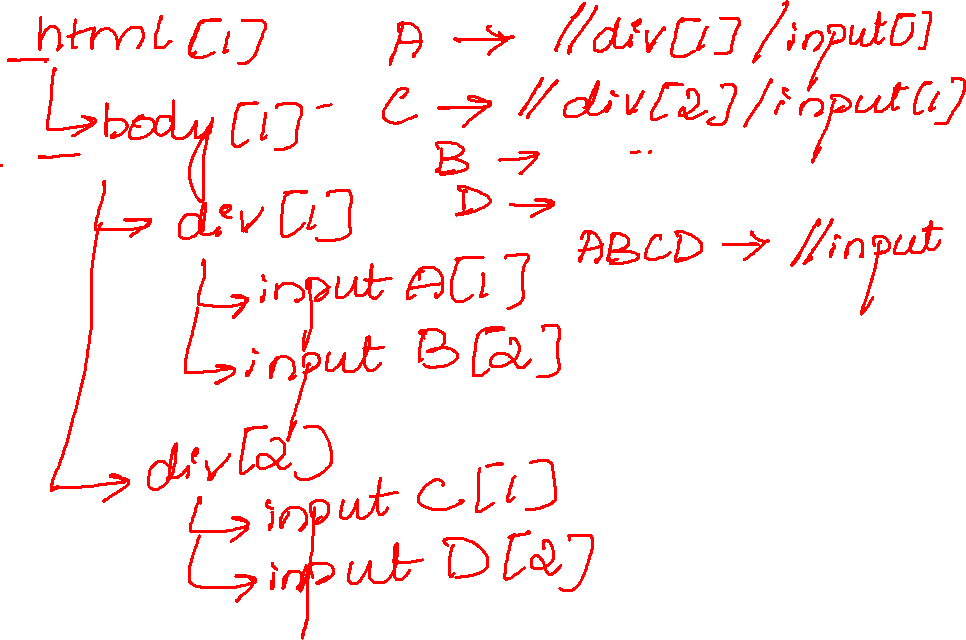 html [1]
body [1]
div [1]
input A[1]
input B[2]
div [2]
input C[1]
input D[2]
A → //div[1]/input[]
C → //div[2]/input[1]
B → ..
D →
ABCD → //input